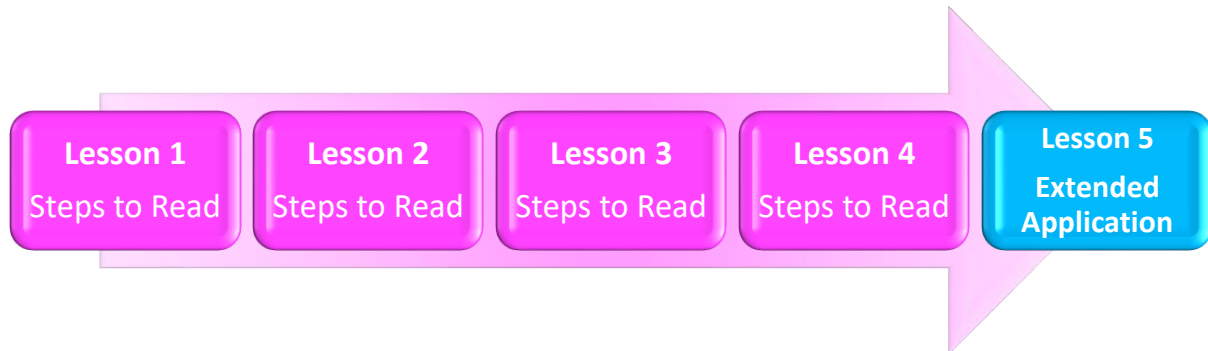 Lesson 1
Steps to Read
Lesson 2
Steps to Read
Lesson 3
Steps to Read
Lesson 4
Steps to Read
Lesson 5
Extended
Application